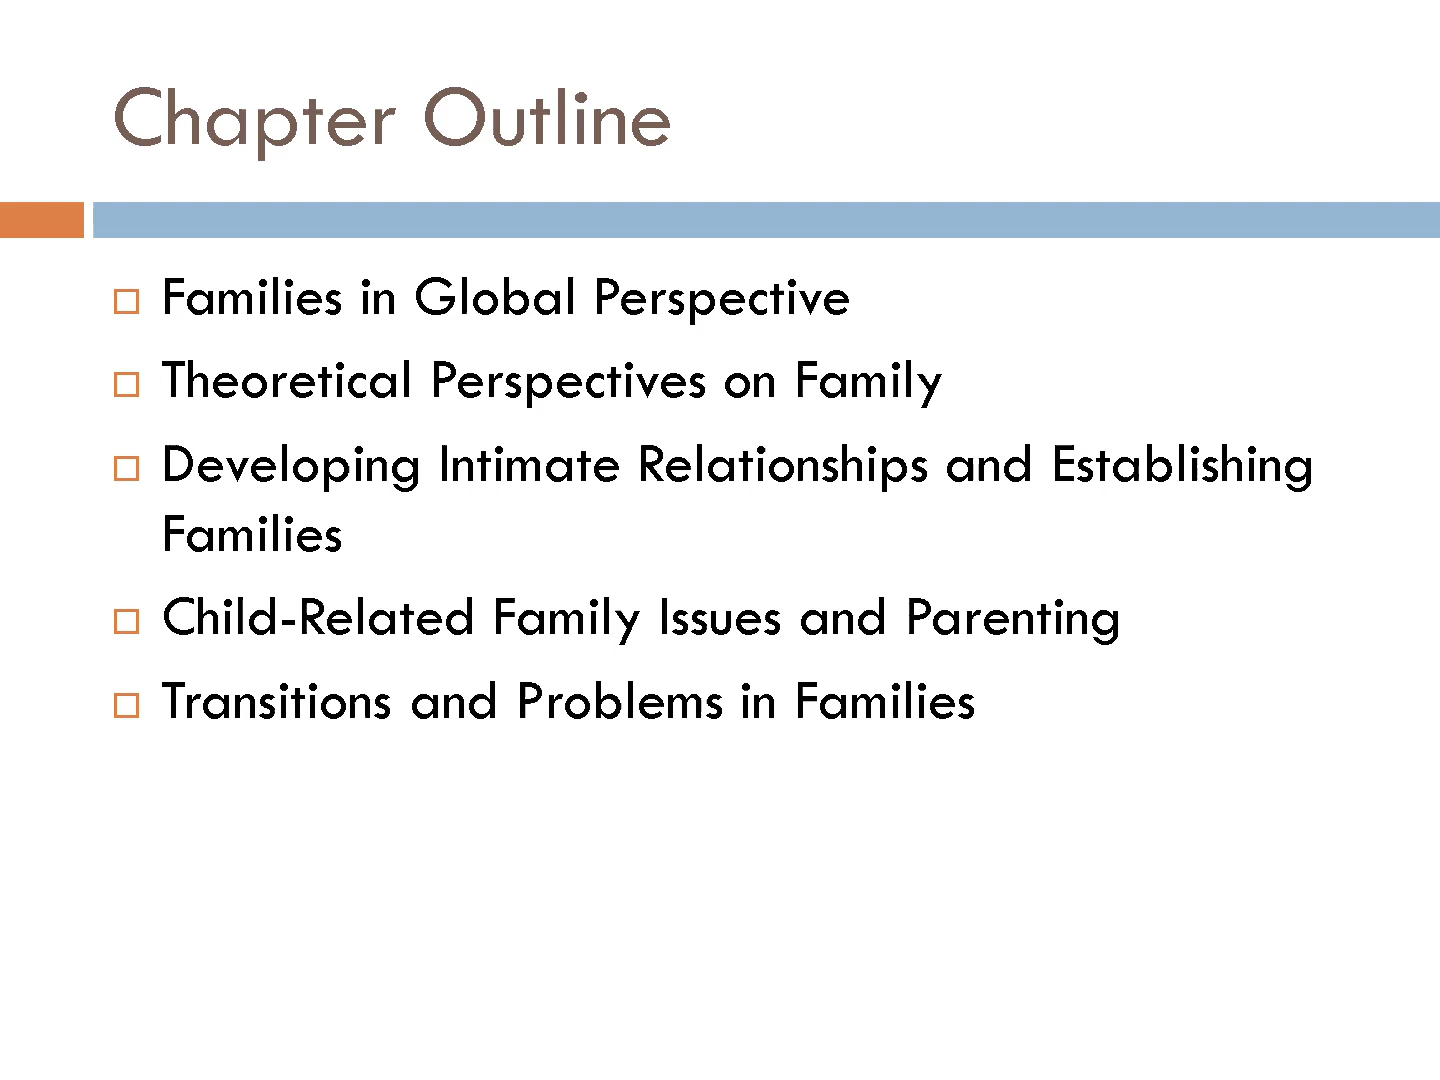 Chapter Outline
Families in Global Perspective
Theoretical Perspectives on Family
Developing Intimate Relationships and Establishing
Families
Child-Related Family Issues and Parenting
Transitions and Problems in Families